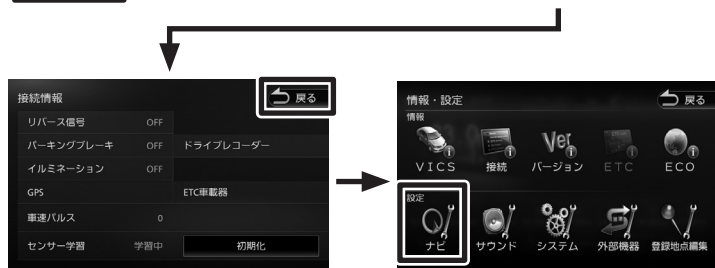 接続情報
戻る
リバース信号 OFF
パーキングブレーキ OFF ドライブレコーダー
イルミネーション OFF
GPS ETC車載器
車速パルス 0
センサー学習 学習中 初期化
情報・設定
戻る
情報
VICS 接続 Ver バージョン ETC ECO
設定
ナビ サウンド システム 外部機器 登録地点編集